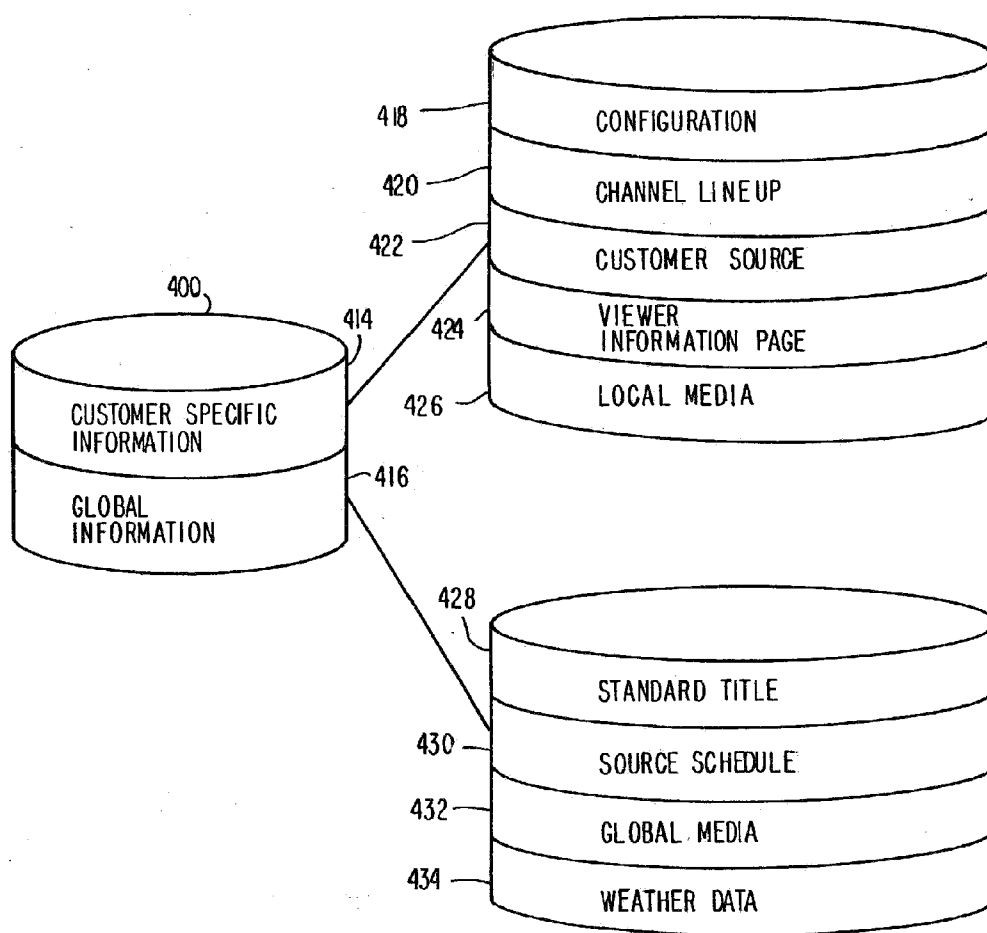 400
414
CUSTOMER SPECIFIC
INFORMATION
416
GLOBAL
INFORMATION
418
CONFIGURATION
420
CHANNEL LINEUP
422
CUSTOMER SOURCE
424
VIEWER
INFORMATION PAGE
426
LOCAL MEDIA
428
STANDARD TITLE
430
SOURCE SCHEDULE
432
GLOBAL MEDIA
434
WEATHER DATA